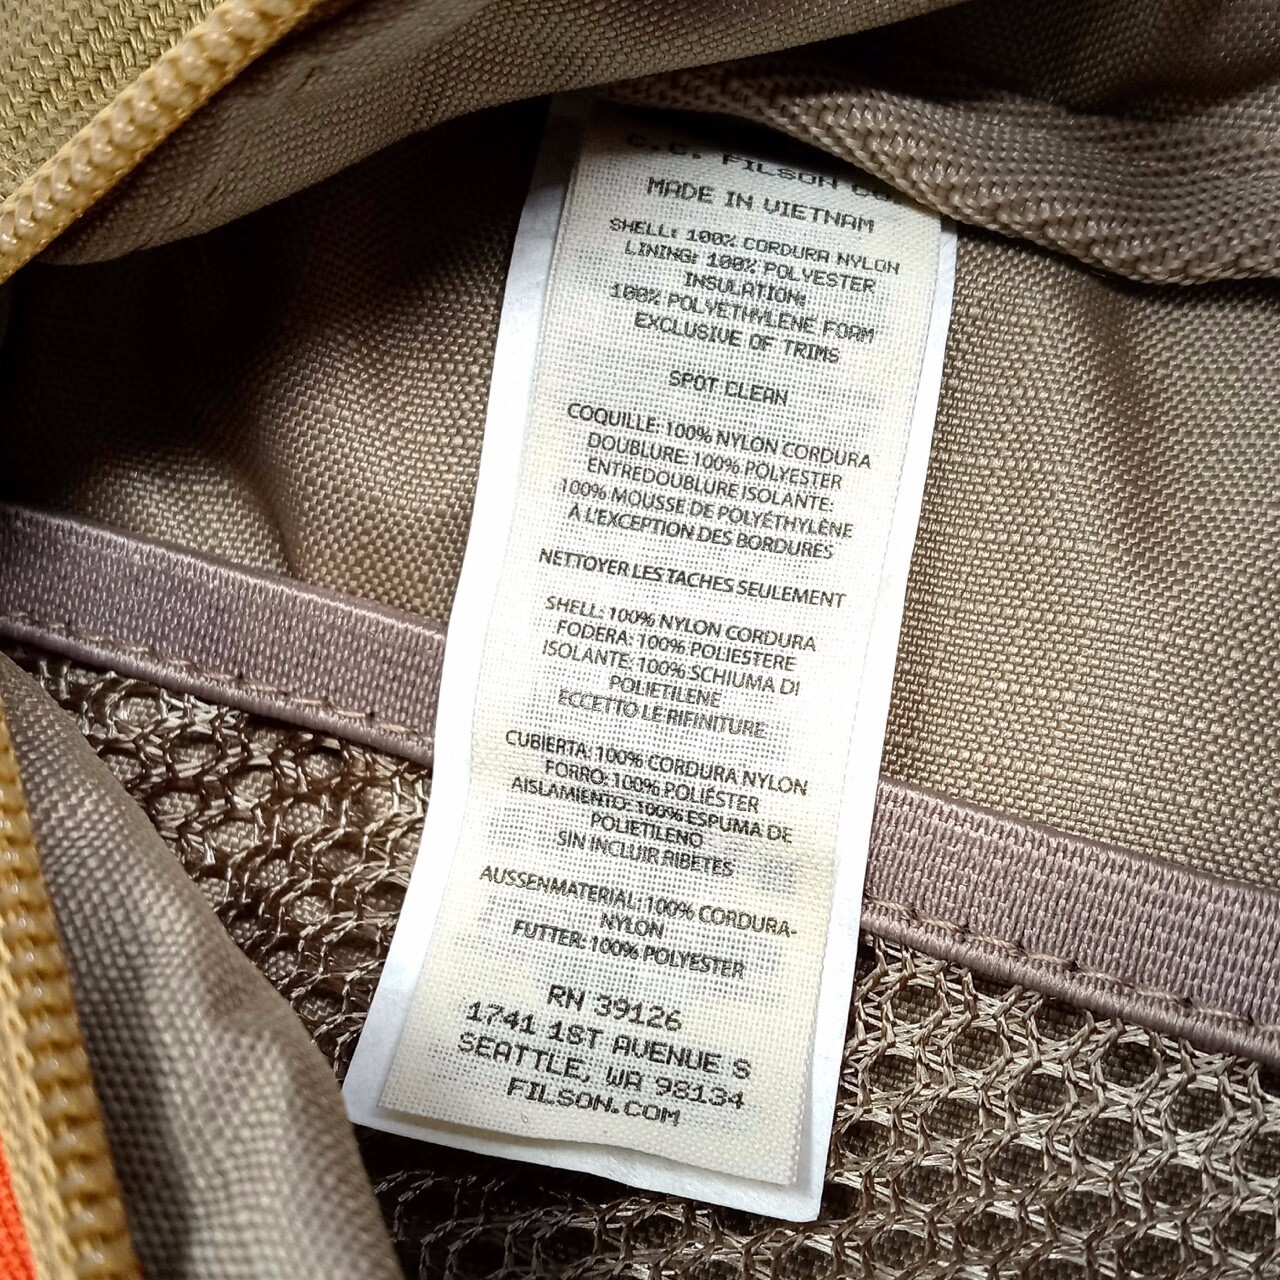 C.C. FILSON CO
MADE IN VIETNAM
SHELL: 100% CORDURA NYLON
LINING: 100% POLYESTER
INSULATION:
100% POLYETHYLENE FOAM
EXCLUSIVE OF TRIMS
SPOT CLEAN
COQUILLE: 100% NYLON CORDURA
DOUBLURE: 100% POLYESTER
ENTREDOUBLURE ISOLANTE:
100% MOUSSE DE POLYÉTHYLÈNE
À L'EXCEPTION DES BORDURES
NETTOYER LES TACHES SEULEMENT
SHELL: 100% NYLON CORDURA
FODERA: 100% POLIESTERE
ISOLANTE: 100% SCHIUMA DI
POLIETILENE
ECCETTO LE RIFINITURE
CUBIERTA: 100% CORDURA NYLON
FORRO: 100% POLIÉSTER
AISLAMIENTO: 100% ESPUMA DE
POLIETILENO
SIN INCLUIR RIBETES
AUSSENMATERIAL: 100% CORDURA-
NYLON
FUTTER: 100% POLYESTER
RN 39126
1741 1ST AVENUE S
SEATTLE, WA 98134
FILSON.COM